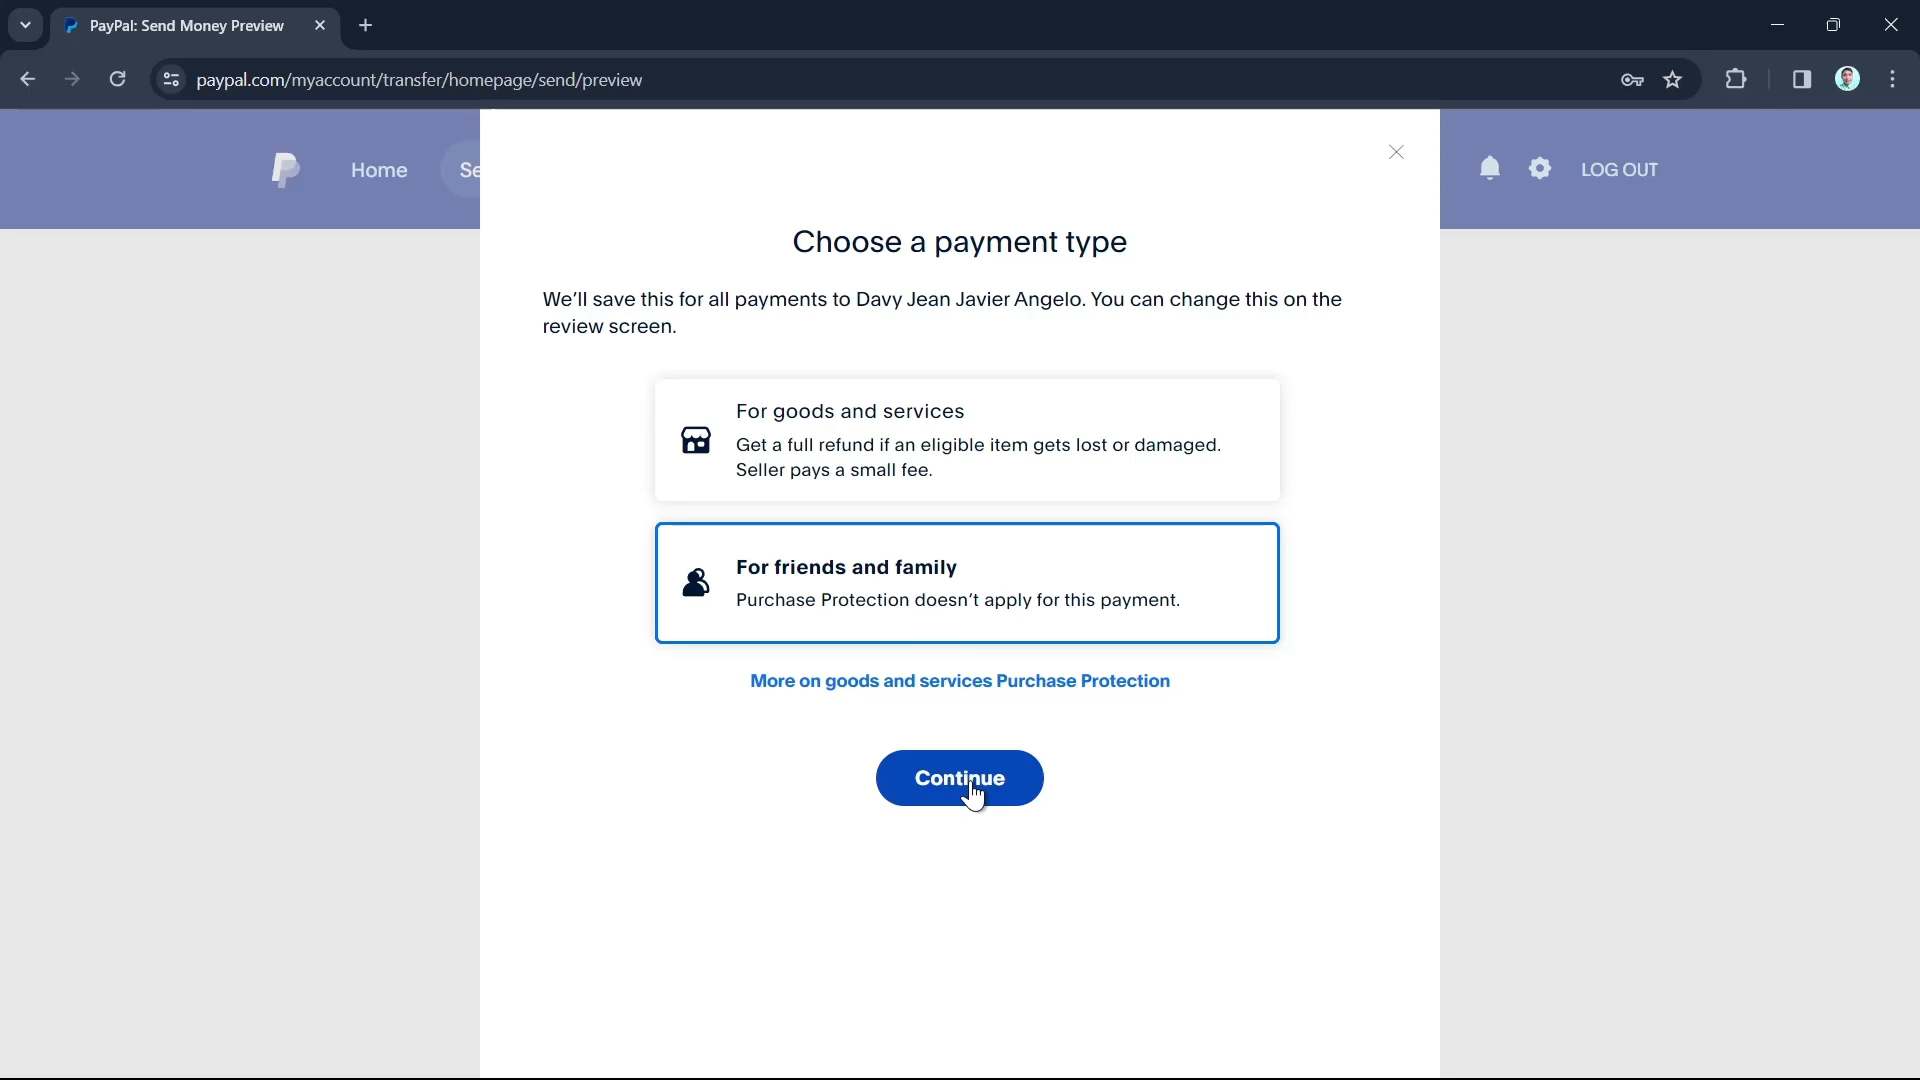 PayPal: Send Money Preview
paypal.com/myaccount/transfer/homepage/send/preview
Home
Se
LOG OUT
Choose a payment type
We'll save this for all payments to Davy Jean Javier Angelo. You can change this on the
review screen.
For goods and services
Get a full refund if an eligible item gets lost or damaged.
Seller pays a small fee.
For friends and family
Purchase Protection doesn't apply for this payment.
More on goods and services Purchase Protection
Continue